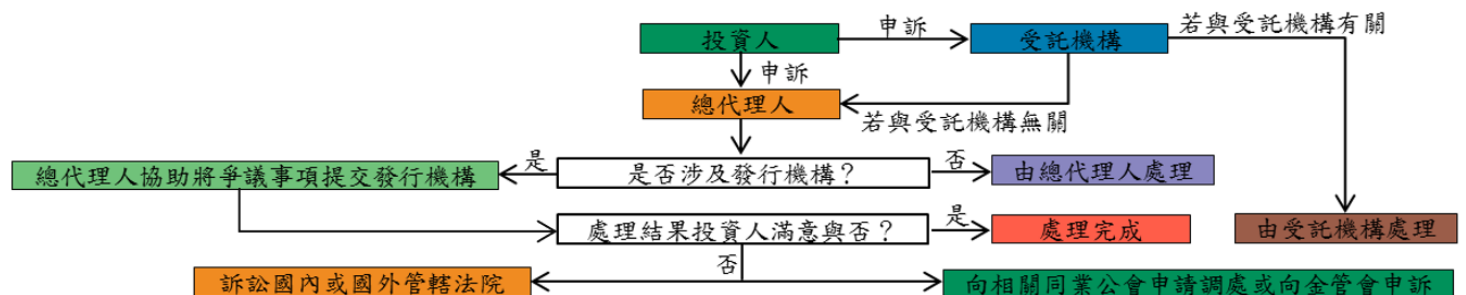 投資人
申訴
受託機構
若與受託機構有關
申訴
總代理人
若與受託機構無關
總代理人協助將爭議事項提交發行機構
是
是否涉及發行機構？
否
由總代理人處理
處理結果投資人滿意與否？
是
處理完成
由受託機構處理
否
訴訟國內或國外管轄法院
向相關同業公會申請調處或向金管會申訴